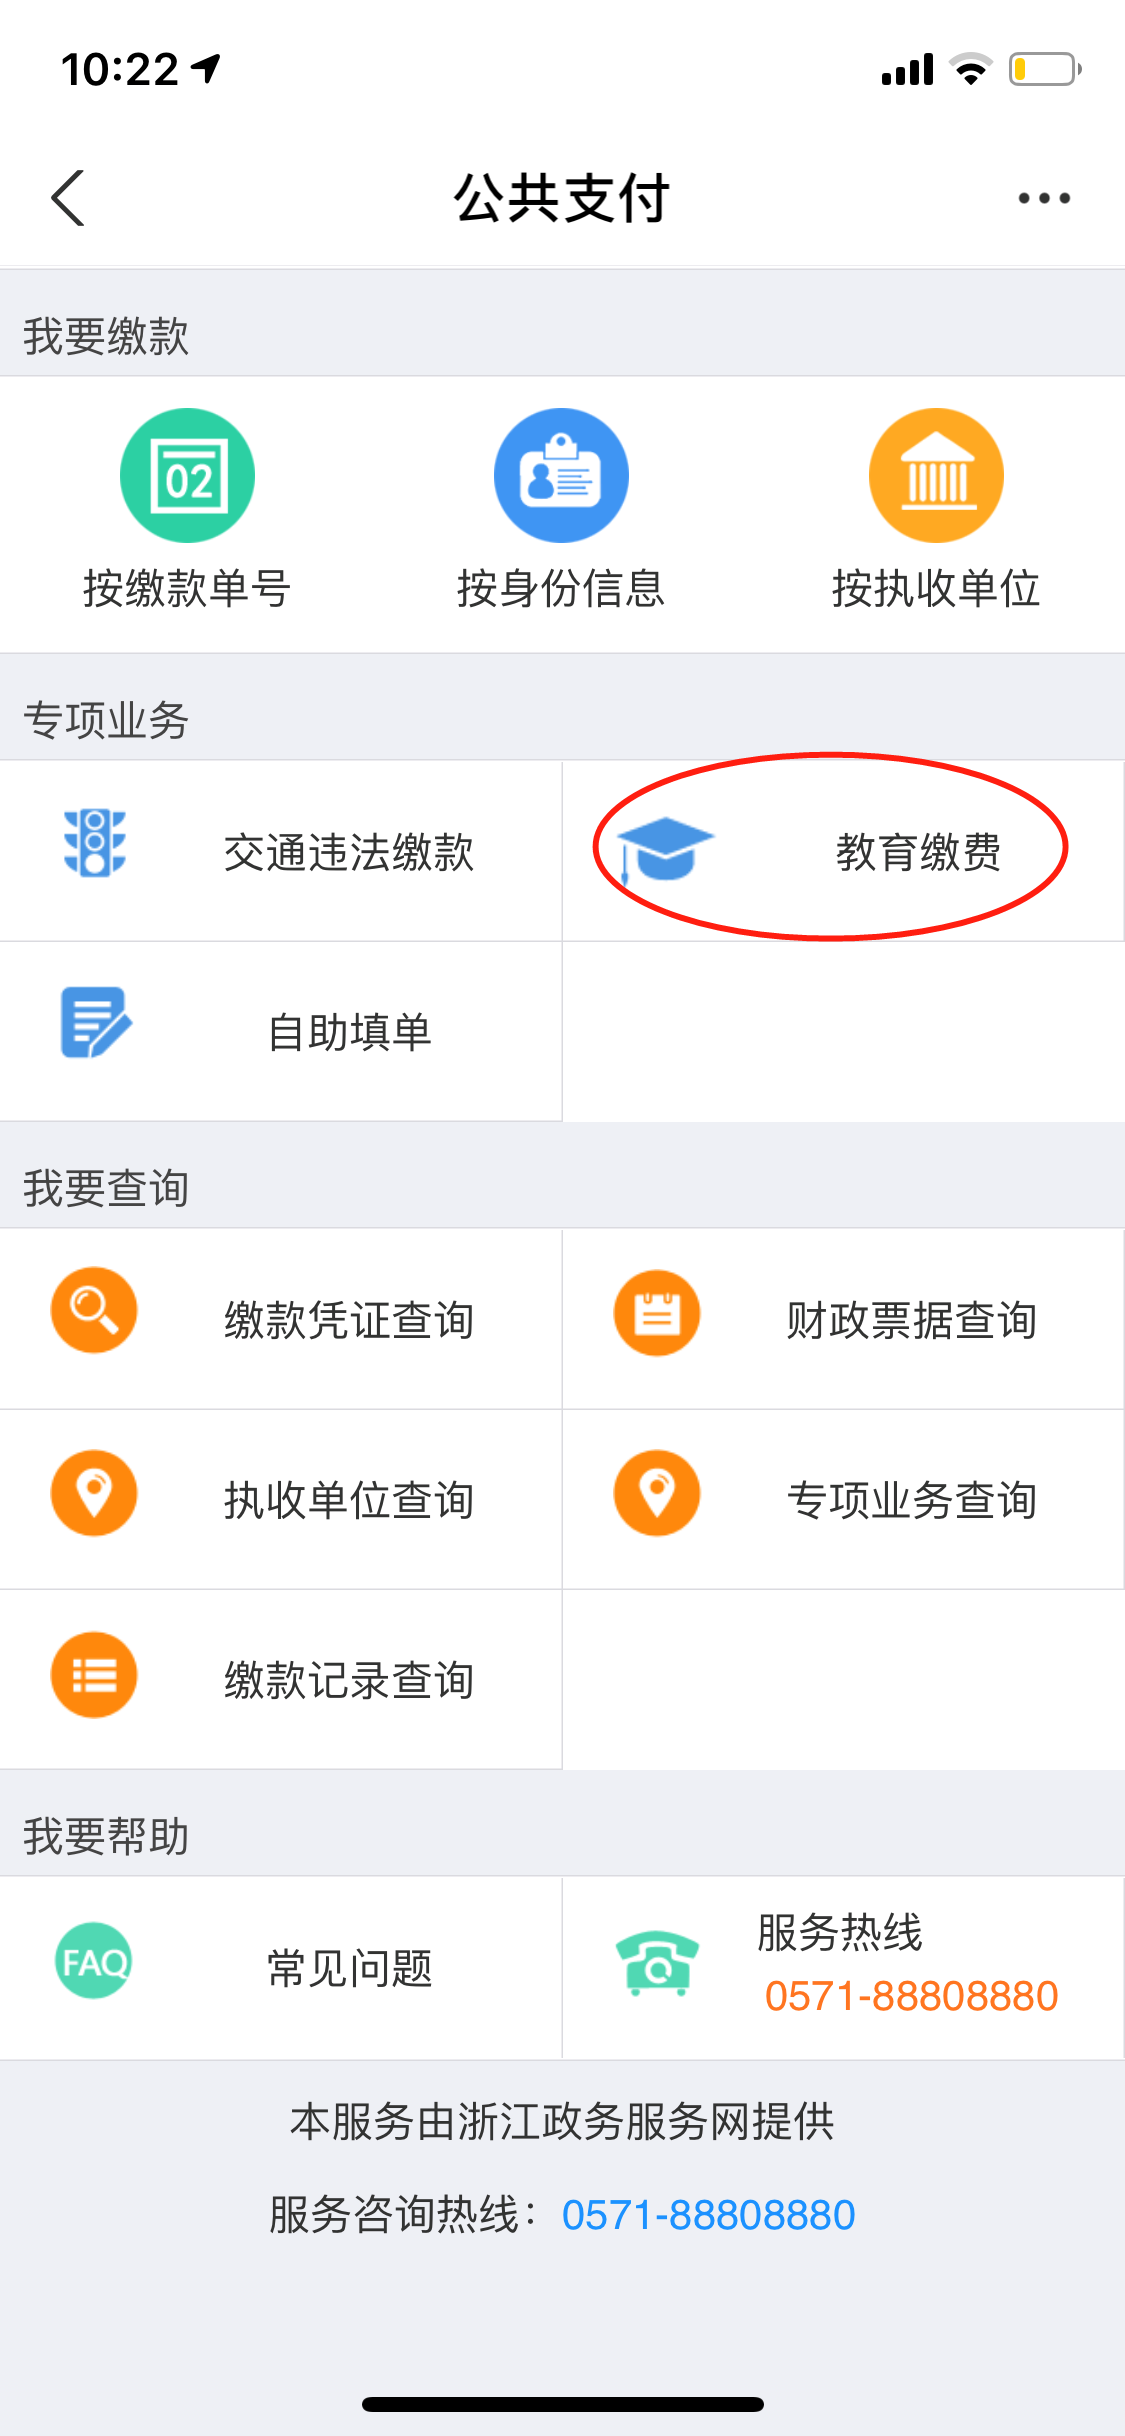 10:22
公共支付
我要缴款
02
按缴款单号
按身份信息
按执收单位
专项业务
交通违法缴款
教育缴费
自助填单
我要查询
缴款凭证查询
财政票据查询
执收单位查询
专项业务查询
缴款记录查询
我要帮助
FAQ
常见问题
服务热线
0571-88808880
本服务由浙江政务服务网提供
服务咨询热线：0571-88808880